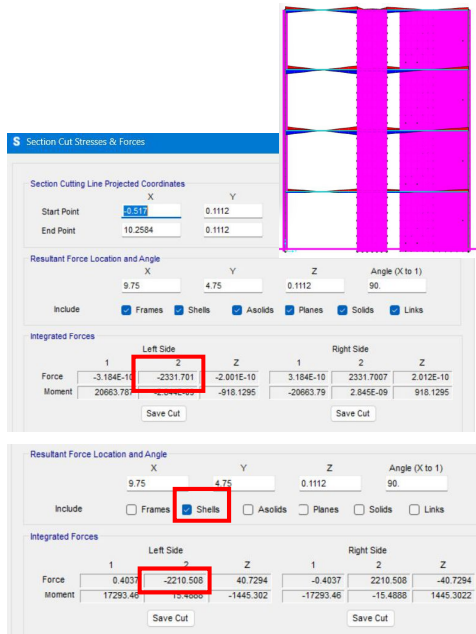 S Section Cut Stresses & Forces
Section Cutting Line Projected Coordinates
X Y
Start Point -0.517 0.1112
End Point 10.2584 0.1112
Resultant Force Location and Angle
X Y Z Angle (X to 1)
9.75 4.75 0.1112 90.
Include Frames Shells Asolids Planes Solids Links
Integrated Forces
Left Side Right Side
1 2 Z 1 2 Z
Force -3.184E-10 -2331.701 -2.001E-10 3.184E-10 2331.7007 2.012E-10
Moment 20663.787 -2.844E-09 -918.1295 -20663.79 2.845E-09 918.1295
Save Cut Save Cut
Resultant Force Location and Angle
X Y Z Angle (X to 1)
9.75 4.75 0.1112 90.
Include Frames Shells Asolids Planes Solids Links
Integrated Forces
Left Side Right Side
1 2 Z 1 2 Z
Force 0.4037 -2210.508 40.7294 -0.4037 2210.508 -40.7294
Moment 17293.46 15.4888 -1445.302 -17293.46 -15.4888 1445.3022
Save Cut Save Cut